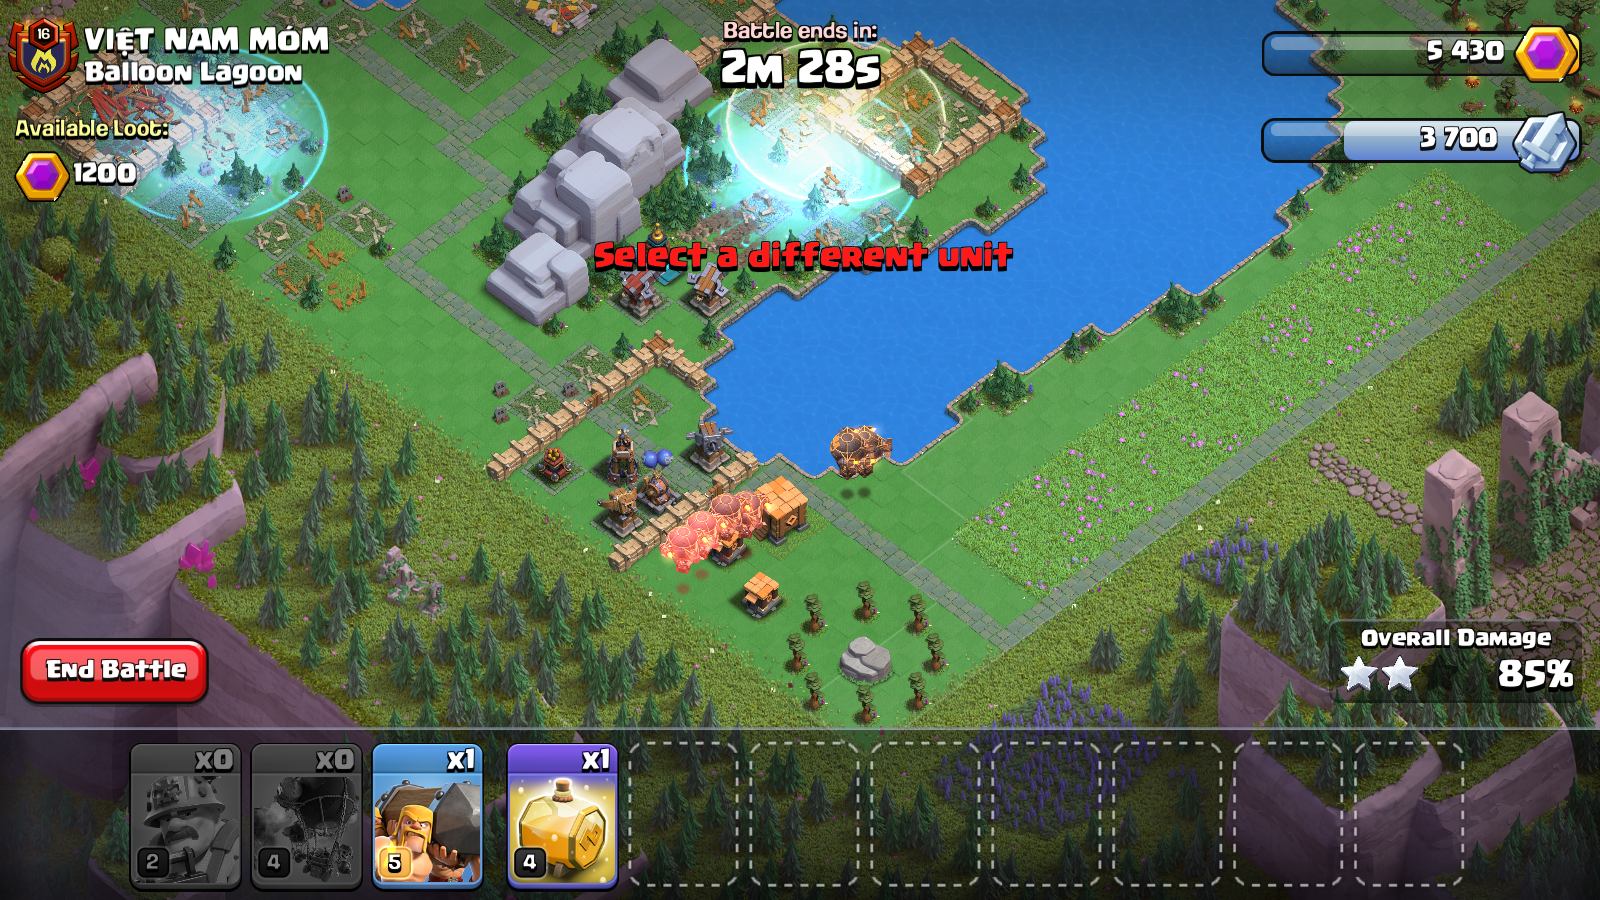 16
VIỆT NAM MÓM
Balloon Lagoon
Available Loot:
1200
Battle ends in:
2M 28S
5 430
3 700
Select a different unit
End Battle
Overall Damage
85%
x0
x0
x1
x1
2
4
5
4